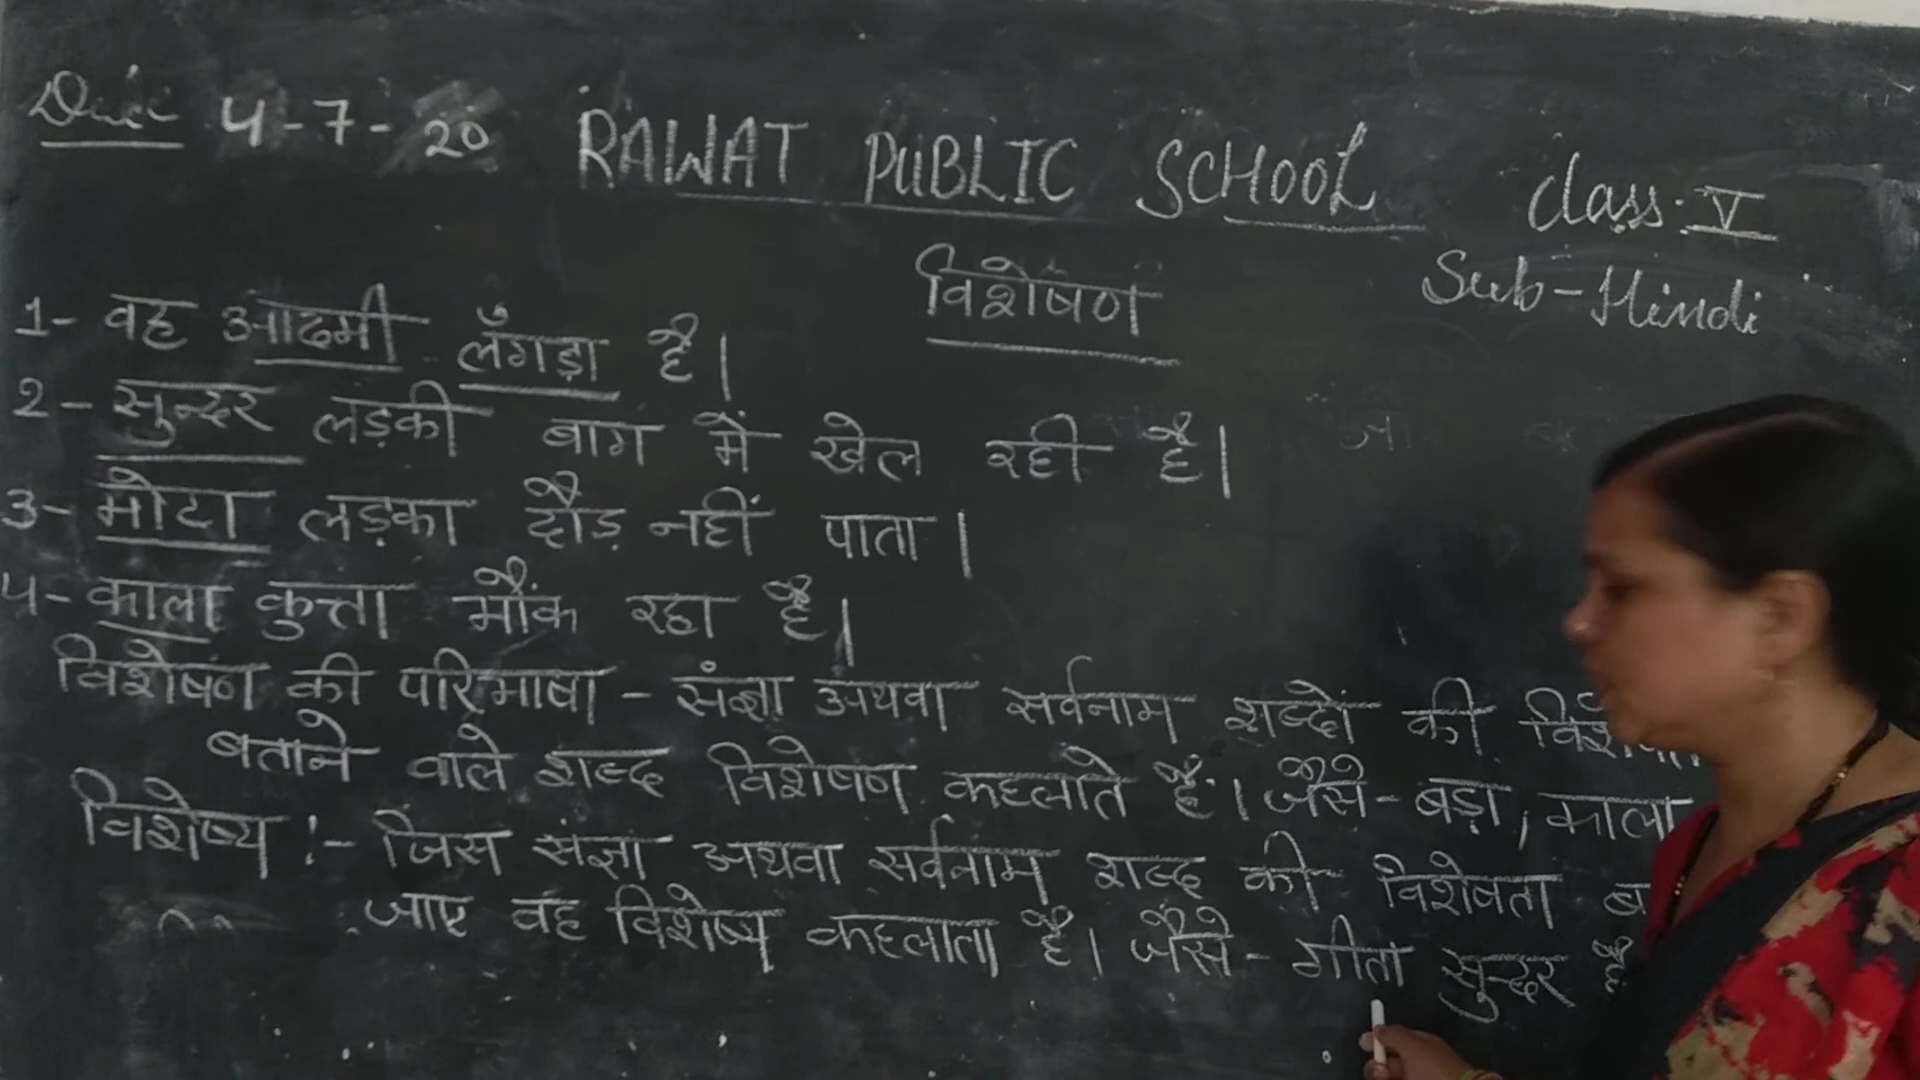 Date 4-7-20 RAWAT PUBLIC SCHOOL Class.V
विशेषण Sub-Hindi
1- वह आदमी लँगड़ा है।
2- सुन्दर लड़की बाग में खेल रही है।
3- मोटा लड़का दौड़ नहीं पाता।
4- काला कुत्ता भौंक रहा है।
विशेषण की परिभाषा - संज्ञा अथवा सर्वनाम शब्दों की
बताने वाले शब्द विशेषण कहलाते हैं। जैसे- बड़ा, काला
विशेष्य :- जिस संज्ञा अथवा सर्वनाम शब्द की विशेषता
जाए वह विशेष्य कहलाता है। जैसे- गीता सुन्दर है